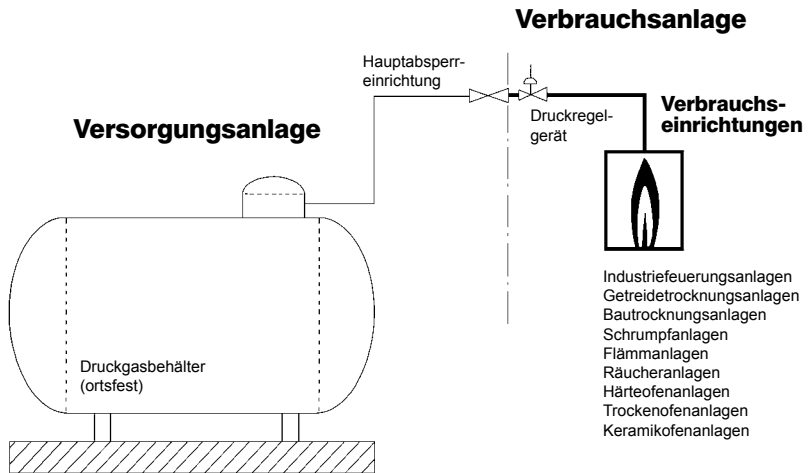 Verbrauchsanlage
Hauptabsperr-
einrichtung
Versorgungsanlage
Druckregel-
gerät
Verbrauchs-
einrichtungen
Industriefeuerungsanlagen
Getreidetrocknungsanlagen
Bautrocknungsanlagen
Schrumpfanlagen
Flämmanlagen
Räucheranlagen
Härteofenanlagen
Trockenofenanlagen
Keramikofenanlagen
Druckgasbehälter
(ortsfest)